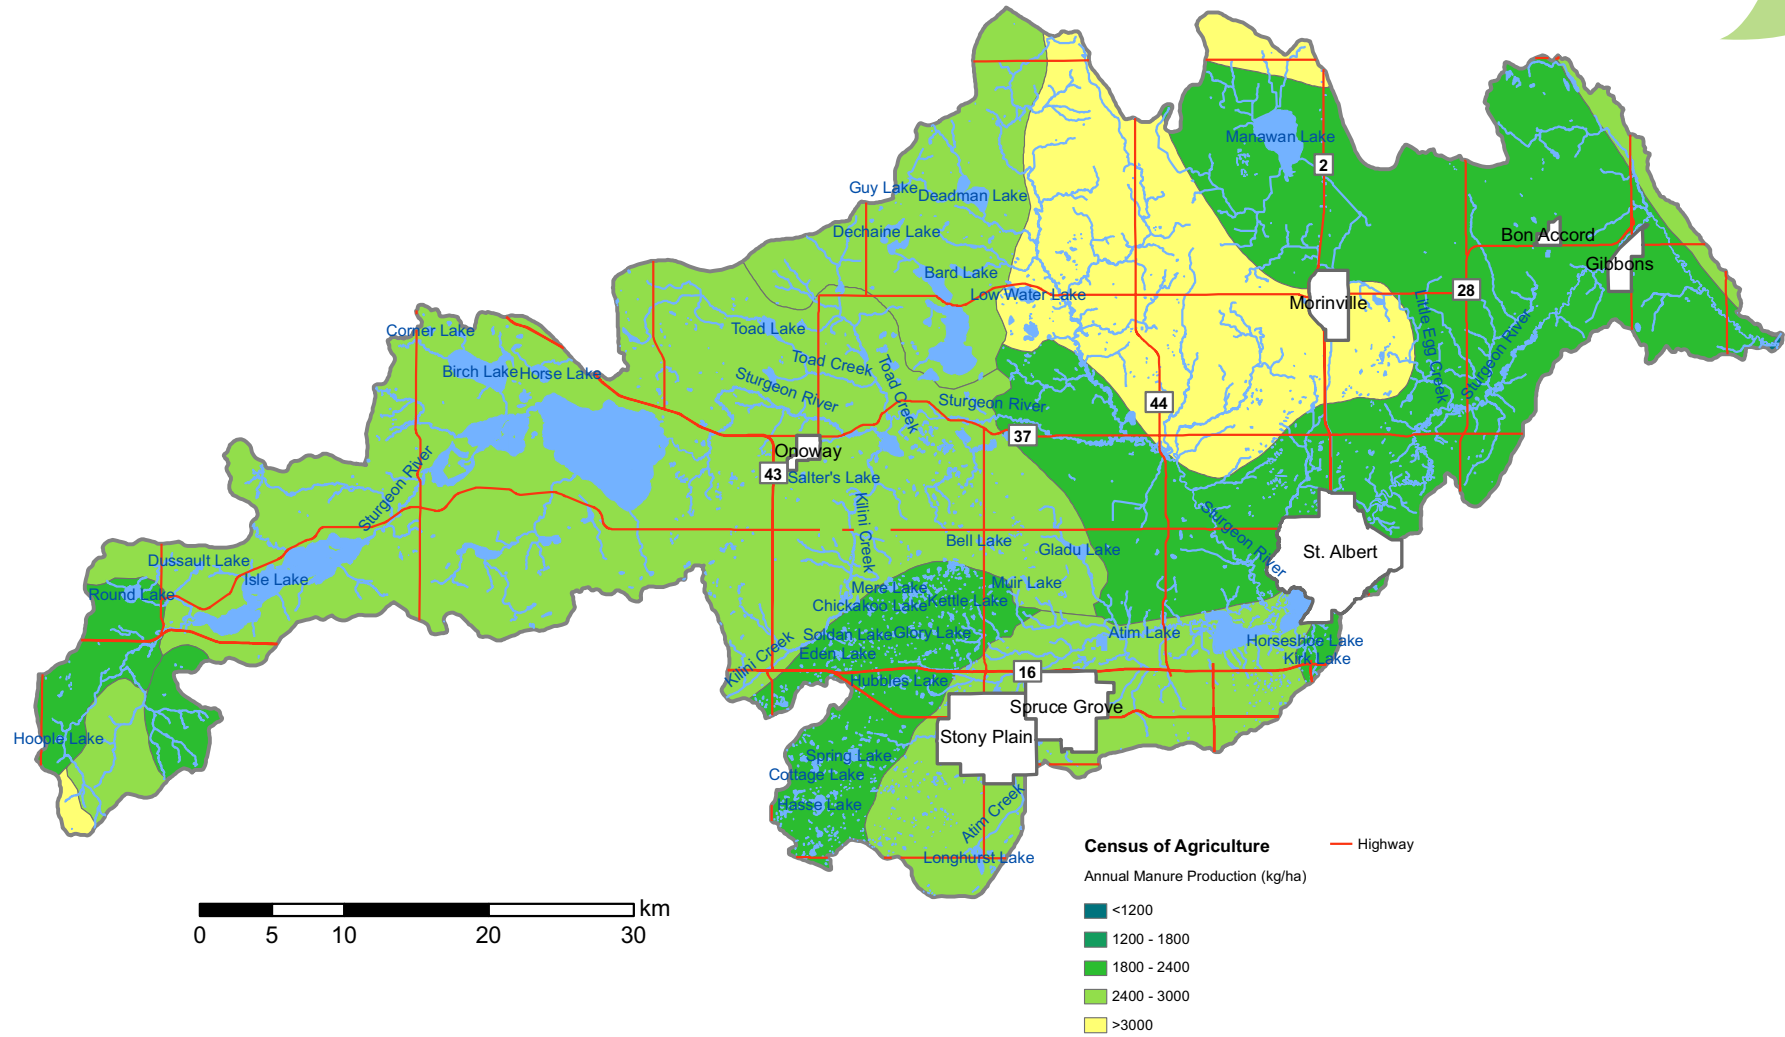 Manawan Lake
2
Guy Lake
Deadman Lake
Dechaine Lake
Bon Accord
Gibbons
Bard Lake
Low Water Lake
28
Morinville
Little Egg Creek
Sturgeon River
Corner Lake
Toad Lake
Toad Creek
Toad Creek
Birch Lake
Horse Lake
Sturgeon River
Sturgeon River
44
37
Onoway
43
Salter's Lake
Sturgeon River
Kilini Creek
Sturgeon River
Bell Lake
Gladu Lake
St. Albert
Dussault Lake
Isle Lake
Round Lake
Mere Lake
Muir Lake
Chickakoo Lake
Kettle Lake
Soldan Lake
Glory Lake
Atim Lake
Horseshoe Lake
Eden Lake
Kirk Lake
Kilini Creek
16
Hubbles Lake
Spruce Grove
Stony Plain
Hoople Lake
Spring Lake
Cottage Lake
Hasse Lake
Atim Creek
Longhurst Lake
Census of Agriculture
Highway
Annual Manure Production (kg/ha)
<1200
1200 - 1800
1800 - 2400
2400 - 3000
>3000
km
0 5 10 20 30